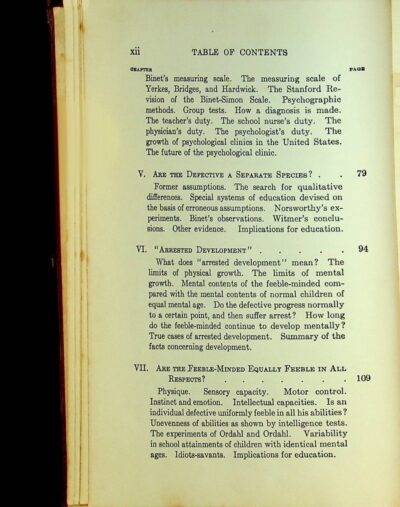 xii TABLE OF CONTENTS
CHAPTER PAGE
Binet's measuring scale. The measuring scale of
Yerkes, Bridges, and Hardwick. The Stanford Re-
vision of the Binet-Simon Scale. Psychographic
methods. Group tests. How a diagnosis is made.
The teacher's duty. The school nurse's duty. The
physician's duty. The psychologist's duty. The
growth of psychological clinics in the United States.
The future of the psychological clinic.
V. ARE THE DEFECTIVE A SEPARATE SPECIES? . . 79
Former assumptions. The search for qualitative
differences. Special systems of education devised on
the basis of erroneous assumptions. Norsworthy's ex-
periments. Binet's observations. Witmer's conclu-
sions. Other evidence. Implications for education.
VI. "ARRESTED DEVELOPMENT" . . . . . 94
What does "arrested development" mean? The
limits of physical growth. The limits of mental
growth. Mental contents of the feeble-minded com-
pared with the mental contents of normal children of
equal mental age. Do the defective progress normally
to a certain point, and then suffer arrest? How long
do the feeble-minded continue to develop mentally?
True cases of arrested development. Summary of the
facts concerning development.
VII. ARE THE FEEBLE-MINDED EQUALLY FEEBLE IN ALL
RESPECTS? . . . . . . . 109
Physique. Sensory capacity. Motor control.
Instinct and emotion. Intellectual capacities. Is an
individual defective uniformly feeble in all his abilities?
Unevenness of abilities as shown by intelligence tests.
The experiments of Ordahl and Ordahl. Variability
in school attainments of children with identical mental
ages. Idiots-savants. Implications for education.